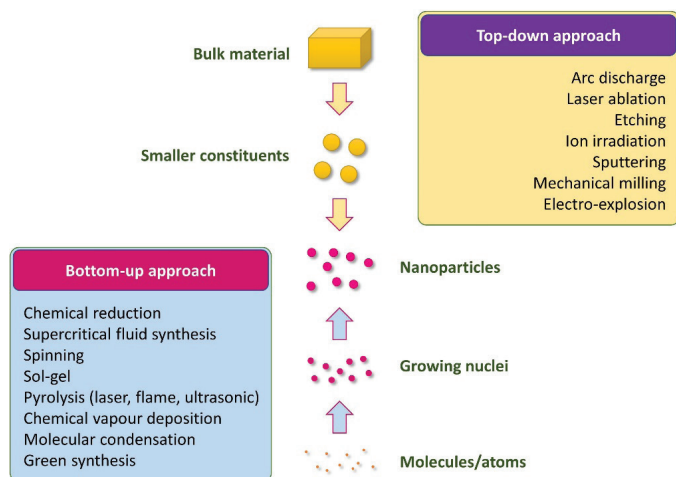 Bulk material
Top-down approach
Arc discharge
Laser ablation
Etching
Ion irradiation
Sputtering
Mechanical milling
Electro-explosion
Smaller constituents
Bottom-up approach
Chemical reduction
Supercritical fluid synthesis
Spinning
Sol-gel
Pyrolysis (laser, flame, ultrasonic)
Chemical vapour deposition
Molecular condensation
Green synthesis
Nanoparticles
Growing nuclei
Molecules/atoms